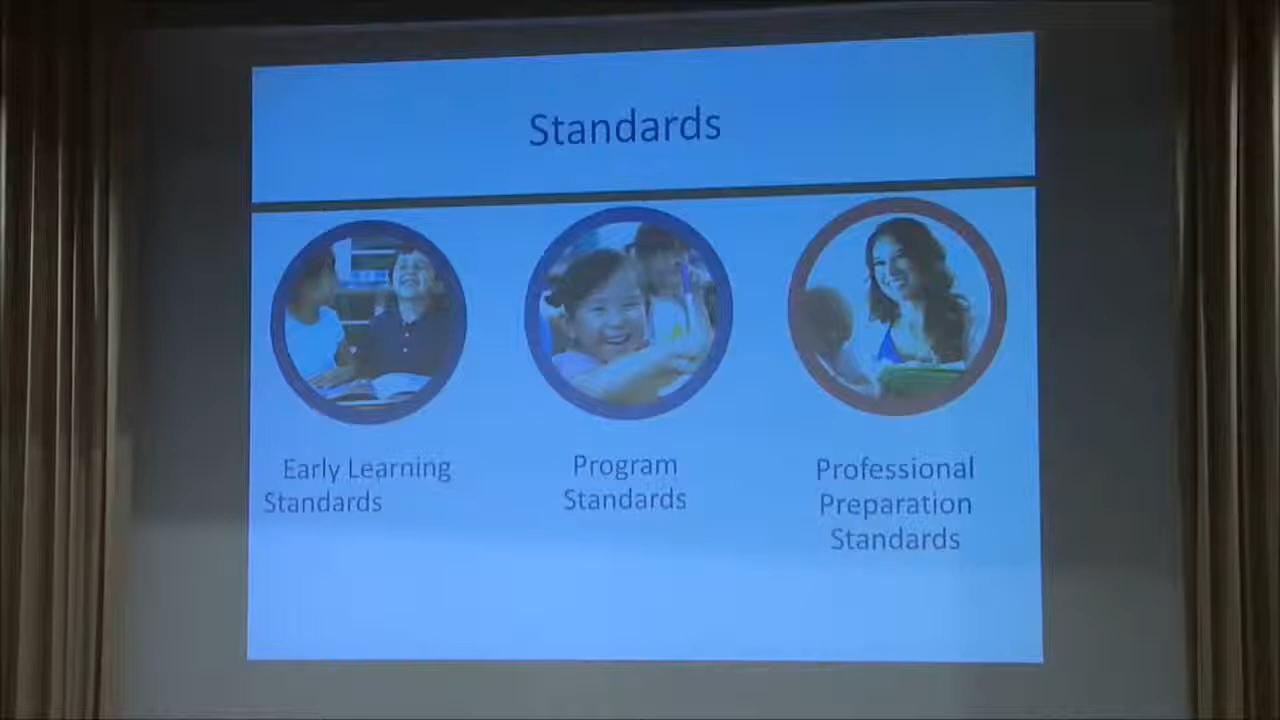 Standards
Early Learning
Standards
Program
Standards
Professional
Preparation
Standards